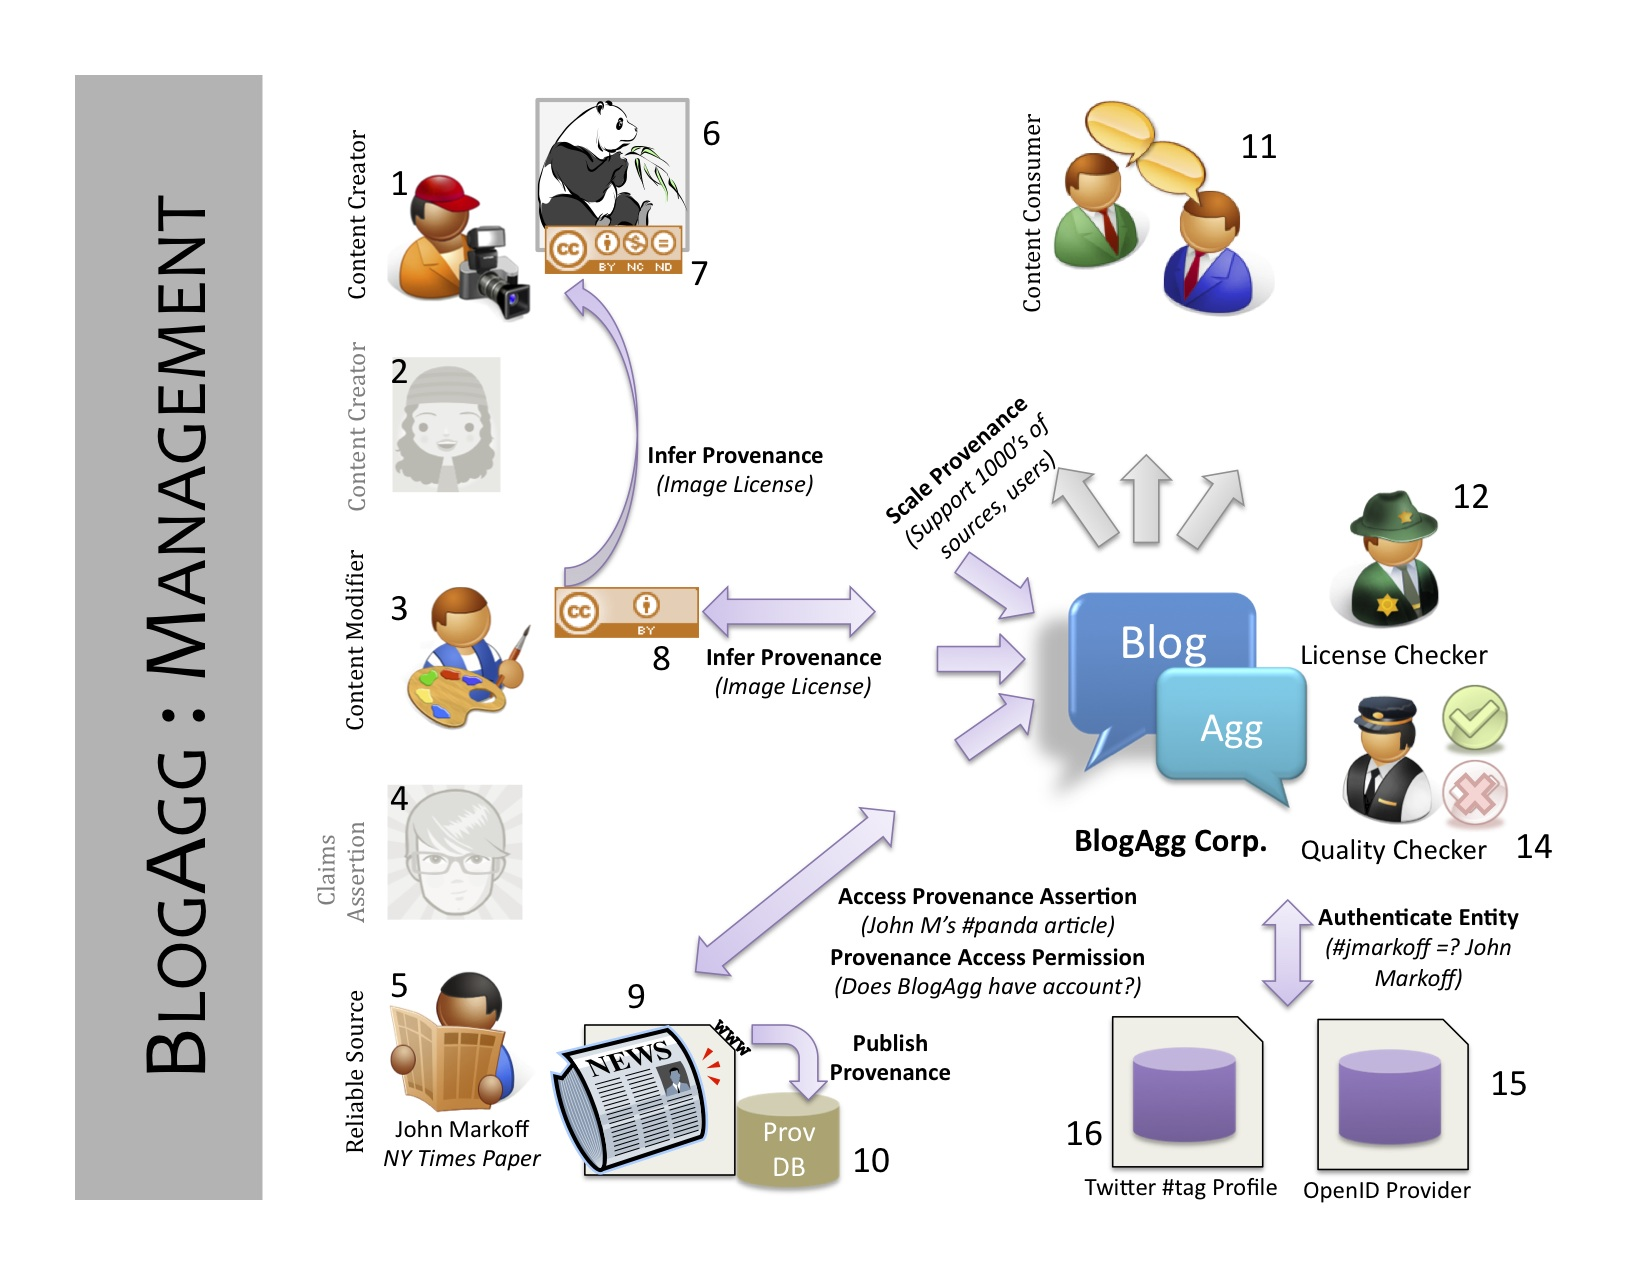 BLOGAGG : MANAGEMENT
Content Creator
1
6
cc
BY NC ND
7
Content Consumer
11
Content Creator
2
Infer Provenance
(Image License)
Scale Provenance
(Support 1000's of
sources, users)
12
License Checker
Content Modifier
3
cc
BY
8
Infer Provenance
(Image License)
Blog
Agg
BlogAgg Corp.
Quality Checker
14
Claims
Assertion
4
Access Provenance Assertion
(John M's #panda article)
Provenance Access Permission
(Does BlogAgg have account?)
Authenticate Entity
(#jmarkoff =? John
Markoff)
Reliable Source
5
John Markoff
NY Times Paper
9
NEWS
WWW
Publish
Provenance
Prov
DB
10
16
Twitter #tag Profile
15
OpenID Provider